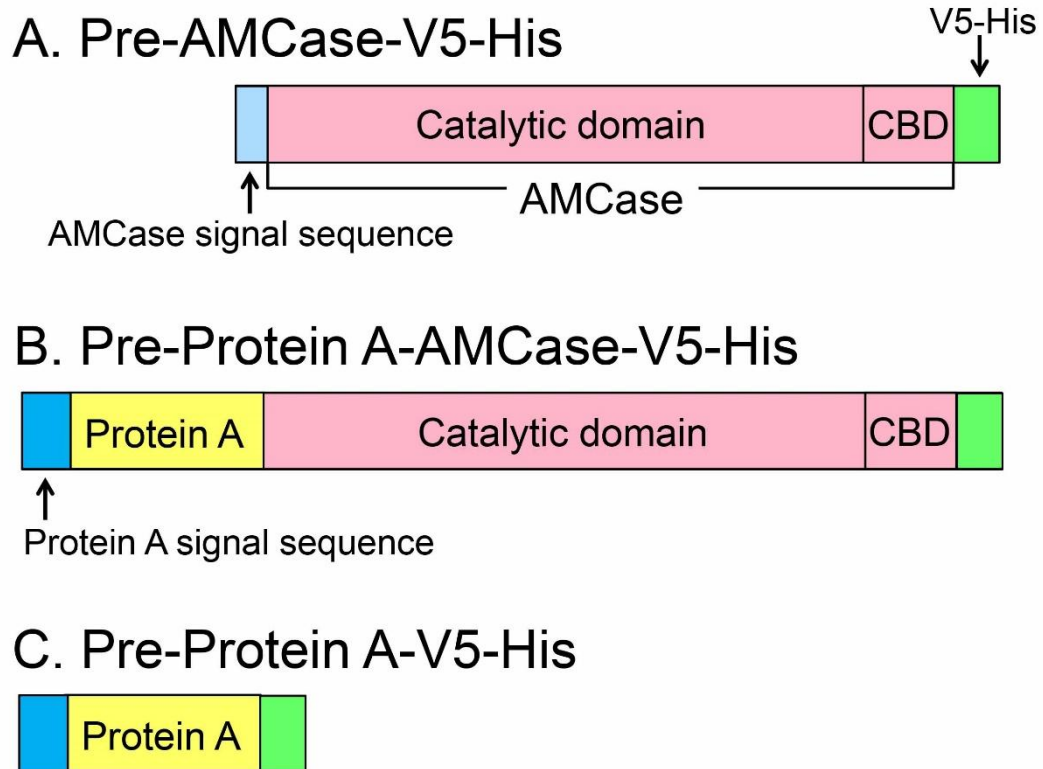 A. Pre-AMCase-V5-His
V5-His
Catalytic domain
CBD
AMCase
AMCase signal sequence
B. Pre-Protein A-AMCase-V5-His
Protein A
Catalytic domain
CBD
Protein A signal sequence
C. Pre-Protein A-V5-His
Protein A